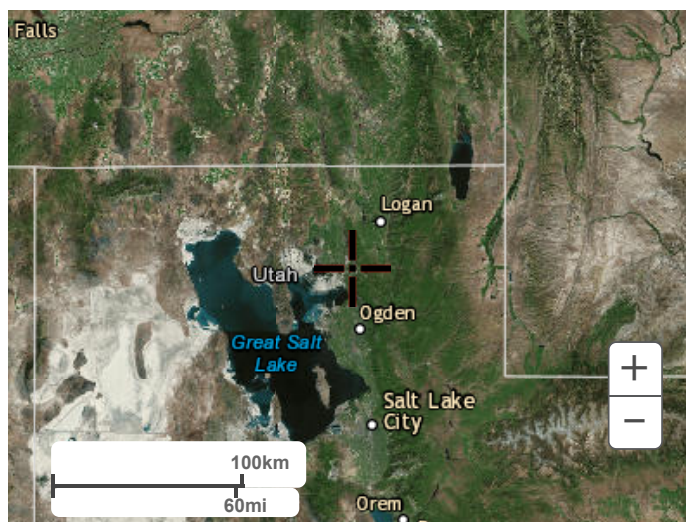 Falls
Logan
Utah
Ogden
Great Salt
Lake
+
Salt Lake
City
−
100km
60mi
Orem